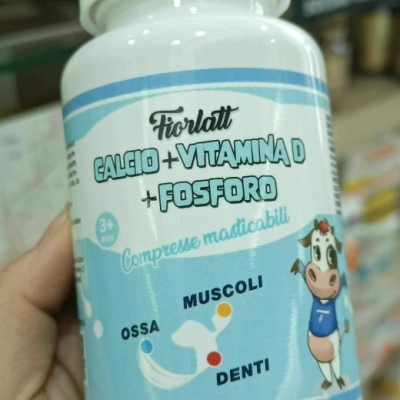 Fiorlatt
CALCIO+VITAMINA D
+FOSFORO
3+
Compresse masticabili
MUSCOLI
OSSA
DENTI